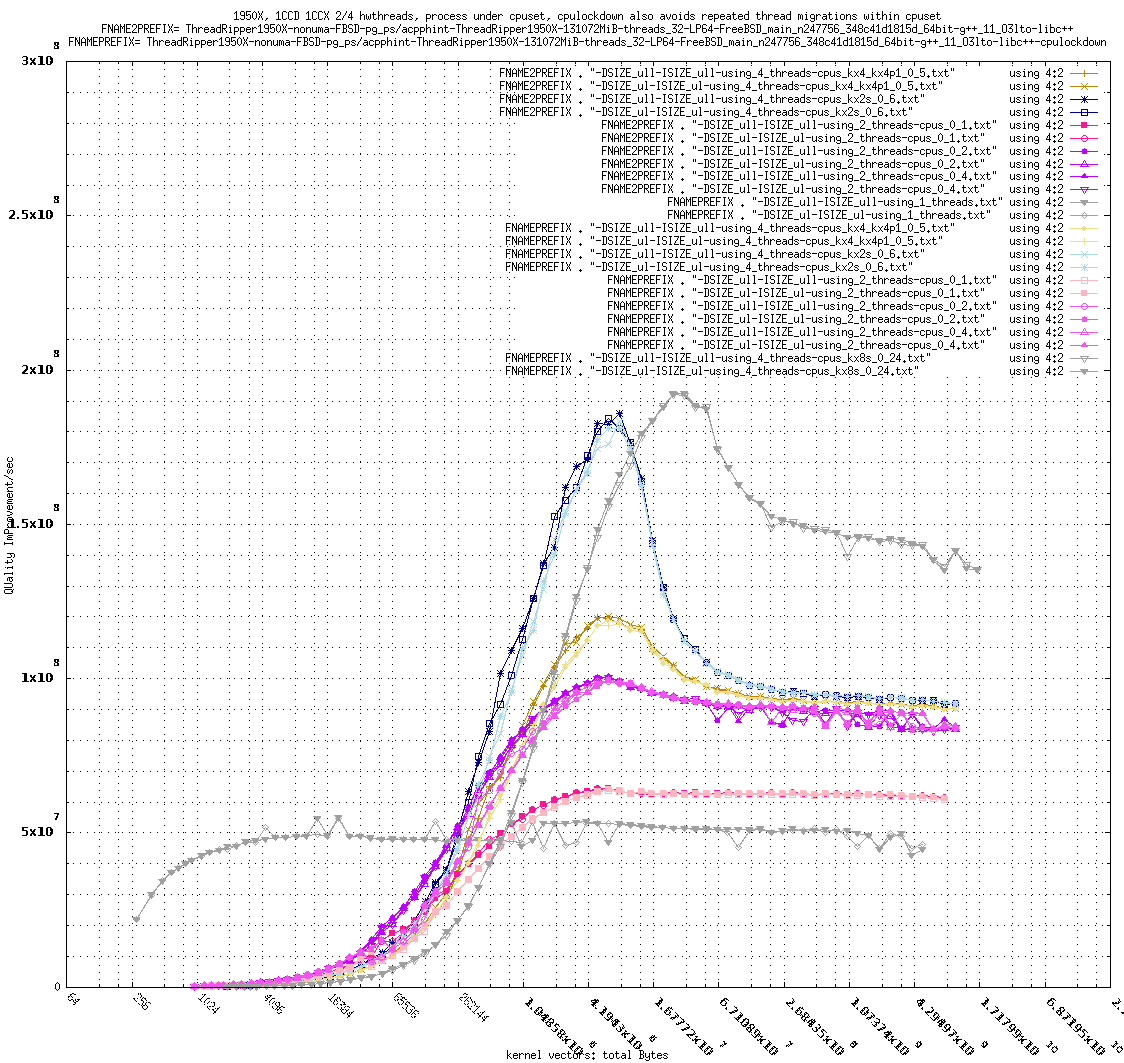 1950X, 1CCD 1CCX 2/4 hwthreads, process under cpuset, cpulockdown also avoids repeated thread migrations within cpuset
FNAME2PREFIX= ThreadRipper1950X-nonuma-FBSD-pg_ps/acpphint-ThreadRipper1950X-131072MiB-threads_32-LP64-FreeBSD_main_n247756_348c41d1815d_64bit-g++_11_03lto-libc++
FNAMEPREFIX= ThreadRipper1950X-nonuma-FBSD-pg_ps/acpphint-ThreadRipper1950X-131072MiB-threads_32-LP64-FreeBSD_main_n247756_348c41d1815d_64bit-g++_11_03lto-libc++-cpulockdown
3x10 8
FNAME2PREFIX . "-DSIZE_ull-ISIZE_ull-using_4_threads-cpus_kx4_kx4p1_0_5.txt" using 4:2
FNAME2PREFIX . "-DSIZE_ul-ISIZE_ul-using_4_threads-cpus_kx4_kx4p1_0_5.txt" using 4:2
FNAME2PREFIX . "-DSIZE_ull-ISIZE_ull-using_4_threads-cpus_kx2s_0_6.txt" using 4:2
FNAME2PREFIX . "-DSIZE_ul-ISIZE_ul-using_4_threads-cpus_kx2s_0_6.txt" using 4:2
FNAME2PREFIX . "-DSIZE_ull-ISIZE_ull-using_2_threads-cpus_0_1.txt" using 4:2
FNAME2PREFIX . "-DSIZE_ul-ISIZE_ul-using_2_threads-cpus_0_1.txt" using 4:2
FNAME2PREFIX . "-DSIZE_ull-ISIZE_ull-using_2_threads-cpus_0_2.txt" using 4:2
FNAME2PREFIX . "-DSIZE_ul-ISIZE_ul-using_2_threads-cpus_0_2.txt" using 4:2
FNAME2PREFIX . "-DSIZE_ull-ISIZE_ull-using_2_threads-cpus_0_4.txt" using 4:2
FNAME2PREFIX . "-DSIZE_ul-ISIZE_ul-using_2_threads-cpus_0_4.txt" using 4:2
FNAMEPREFIX . "-DSIZE_ull-ISIZE_ull-using_1_threads.txt" using 4:2
FNAMEPREFIX . "-DSIZE_ul-ISIZE_ul-using_1_threads.txt" using 4:2
FNAMEPREFIX . "-DSIZE_ull-ISIZE_ull-using_4_threads-cpus_kx4_kx4p1_0_5.txt" using 4:2
FNAMEPREFIX . "-DSIZE_ul-ISIZE_ul-using_4_threads-cpus_kx4_kx4p1_0_5.txt" using 4:2
FNAMEPREFIX . "-DSIZE_ull-ISIZE_ull-using_4_threads-cpus_kx2s_0_6.txt" using 4:2
FNAMEPREFIX . "-DSIZE_ul-ISIZE_ul-using_4_threads-cpus_kx2s_0_6.txt" using 4:2
FNAMEPREFIX . "-DSIZE_ull-ISIZE_ull-using_2_threads-cpus_0_1.txt" using 4:2
FNAMEPREFIX . "-DSIZE_ul-ISIZE_ul-using_2_threads-cpus_0_1.txt" using 4:2
FNAMEPREFIX . "-DSIZE_ull-ISIZE_ull-using_2_threads-cpus_0_2.txt" using 4:2
FNAMEPREFIX . "-DSIZE_ul-ISIZE_ul-using_2_threads-cpus_0_2.txt" using 4:2
FNAMEPREFIX . "-DSIZE_ull-ISIZE_ull-using_2_threads-cpus_0_4.txt" using 4:2
FNAMEPREFIX . "-DSIZE_ul-ISIZE_ul-using_2_threads-cpus_0_4.txt" using 4:2
FNAMEPREFIX . "-DSIZE_ull-ISIZE_ull-using_4_threads-cpus_kx8s_0_24.txt" using 4:2
FNAMEPREFIX . "-DSIZE_ul-ISIZE_ul-using_4_threads-cpus_kx8s_0_24.txt" using 4:2
2.5x10 8
2x10 8
1.5x10 8
1x10 8
5x10 7
0
QUality ImProvement/sec
64
256
1024
4096
16384
65536
262144
1.04858x10 6
1.67772x10 7
6.71089x10 7
2.68435x10 8
1.07374x10 9
4.29497x10 9
1.71799x10 10
6.87195x10 10
kernel vectors: total Bytes